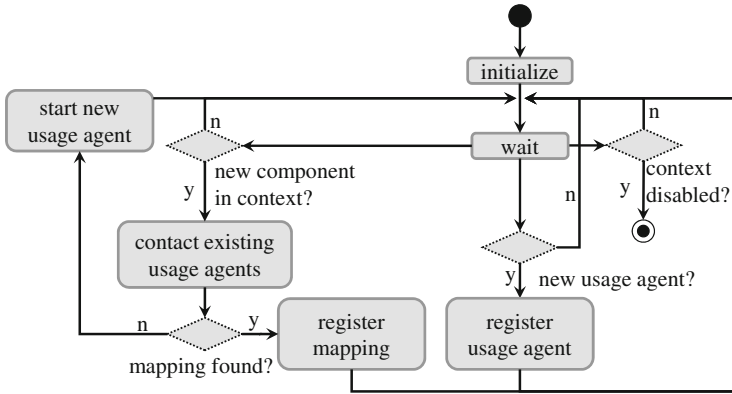 initialize
start new
usage agent
n
n
wait
context
disabled?
new component
in context?
y
n
y
contact existing
usage agents
y
new usage agent?
n
y
mapping found?
register
mapping
register
usage agent